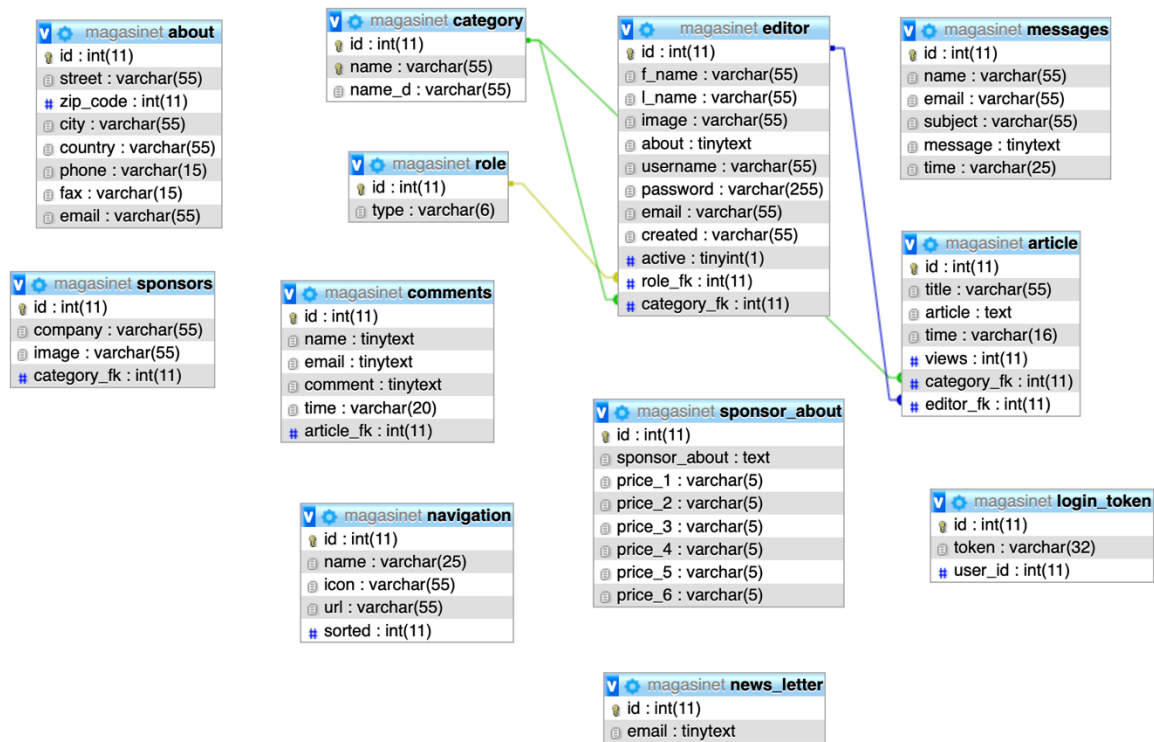 magasinet about
id : int(11)
street : varchar(55)
# zip_code : int(11)
city : varchar(55)
country : varchar(55)
phone : varchar(15)
fax : varchar(15)
email : varchar(55)
magasinet category
id : int(11)
name : varchar(55)
name_d : varchar(55)
magasinet editor
id : int(11)
f_name : varchar(55)
l_name : varchar(55)
image : varchar(55)
about : tinytext
username : varchar(55)
password : varchar(255)
email : varchar(55)
created : varchar(55)
# active : tinyint(1)
# role_fk : int(11)
# category_fk : int(11)
magasinet messages
id : int(11)
name : varchar(55)
email : varchar(55)
subject : varchar(55)
message : tinytext
time : varchar(25)
magasinet role
id : int(11)
type : varchar(6)
magasinet article
id : int(11)
title : varchar(55)
article : text
time : varchar(16)
# views : int(11)
# category_fk : int(11)
# editor_fk : int(11)
magasinet sponsors
id : int(11)
company : varchar(55)
image : varchar(55)
# category_fk : int(11)
magasinet comments
id : int(11)
name : tinytext
email : tinytext
comment : tinytext
time : varchar(20)
# article_fk : int(11)
magasinet sponsor_about
id : int(11)
sponsor_about : text
price_1 : varchar(5)
price_2 : varchar(5)
price_3 : varchar(5)
price_4 : varchar(5)
price_5 : varchar(5)
price_6 : varchar(5)
magasinet login_token
id : int(11)
token : varchar(32)
# user_id : int(11)
magasinet navigation
id : int(11)
name : varchar(25)
icon : varchar(55)
url : varchar(55)
# sorted : int(11)
magasinet news_letter
id : int(11)
email : tinytext